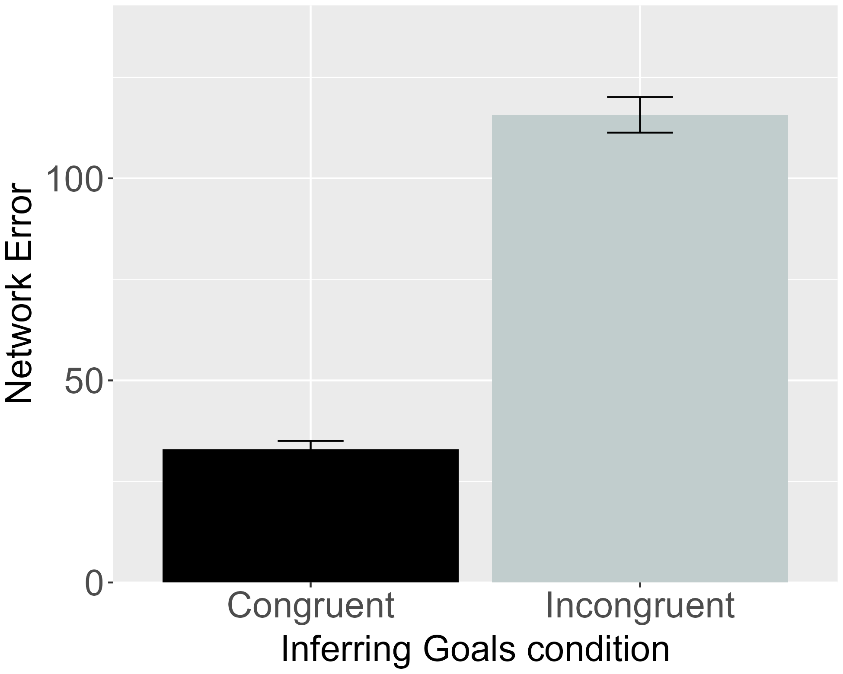 Network Error
100
50
0
Congruent Incongruent
Inferring Goals condition